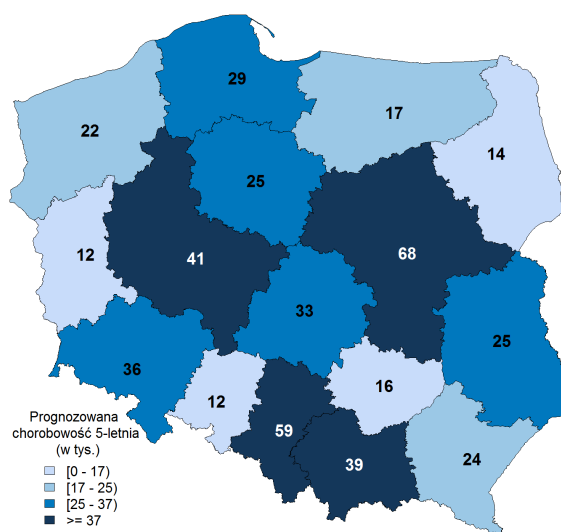 29
17
22
14
25
12
41
68
33
25
36
12
16
59
39
24
Prognozowana
chorobowość 5-letnia
(w tys.)
[0 - 17)
[17 - 25)
[25 - 37)
>= 37